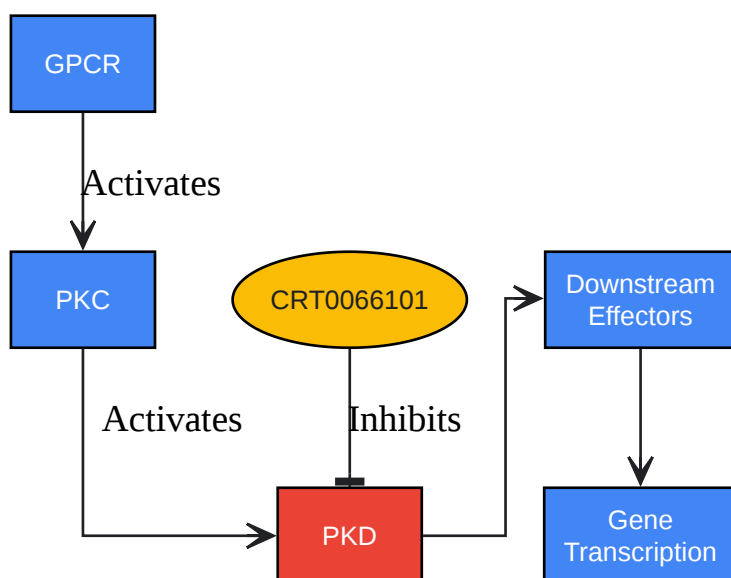 GPCR
Activates
PKC
CRT0066101
Downstream
Effectors
Activates
Inhibits
PKD
Gene
Transcription